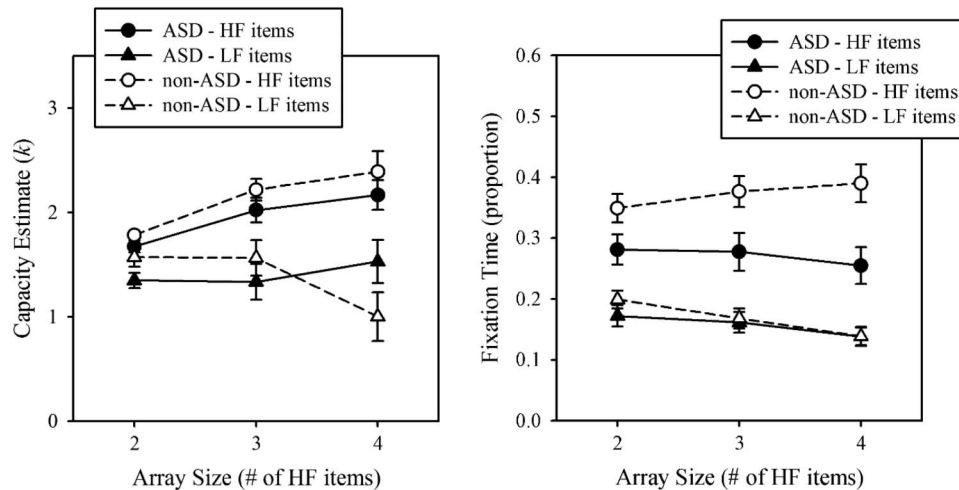 ASD - HF items
ASD - LF items
non-ASD - HF items
non-ASD - LF items
Capacity Estimate (k)
3
2
1
0
2 3 4
Array Size (# of HF items)
ASD - HF items
ASD - LF items
non-ASD - HF items
non-ASD - LF items
Fixation Time (proportion)
0.6
0.5
0.4
0.3
0.2
0.1
0.0
2 3 4
Array Size (# of HF items)